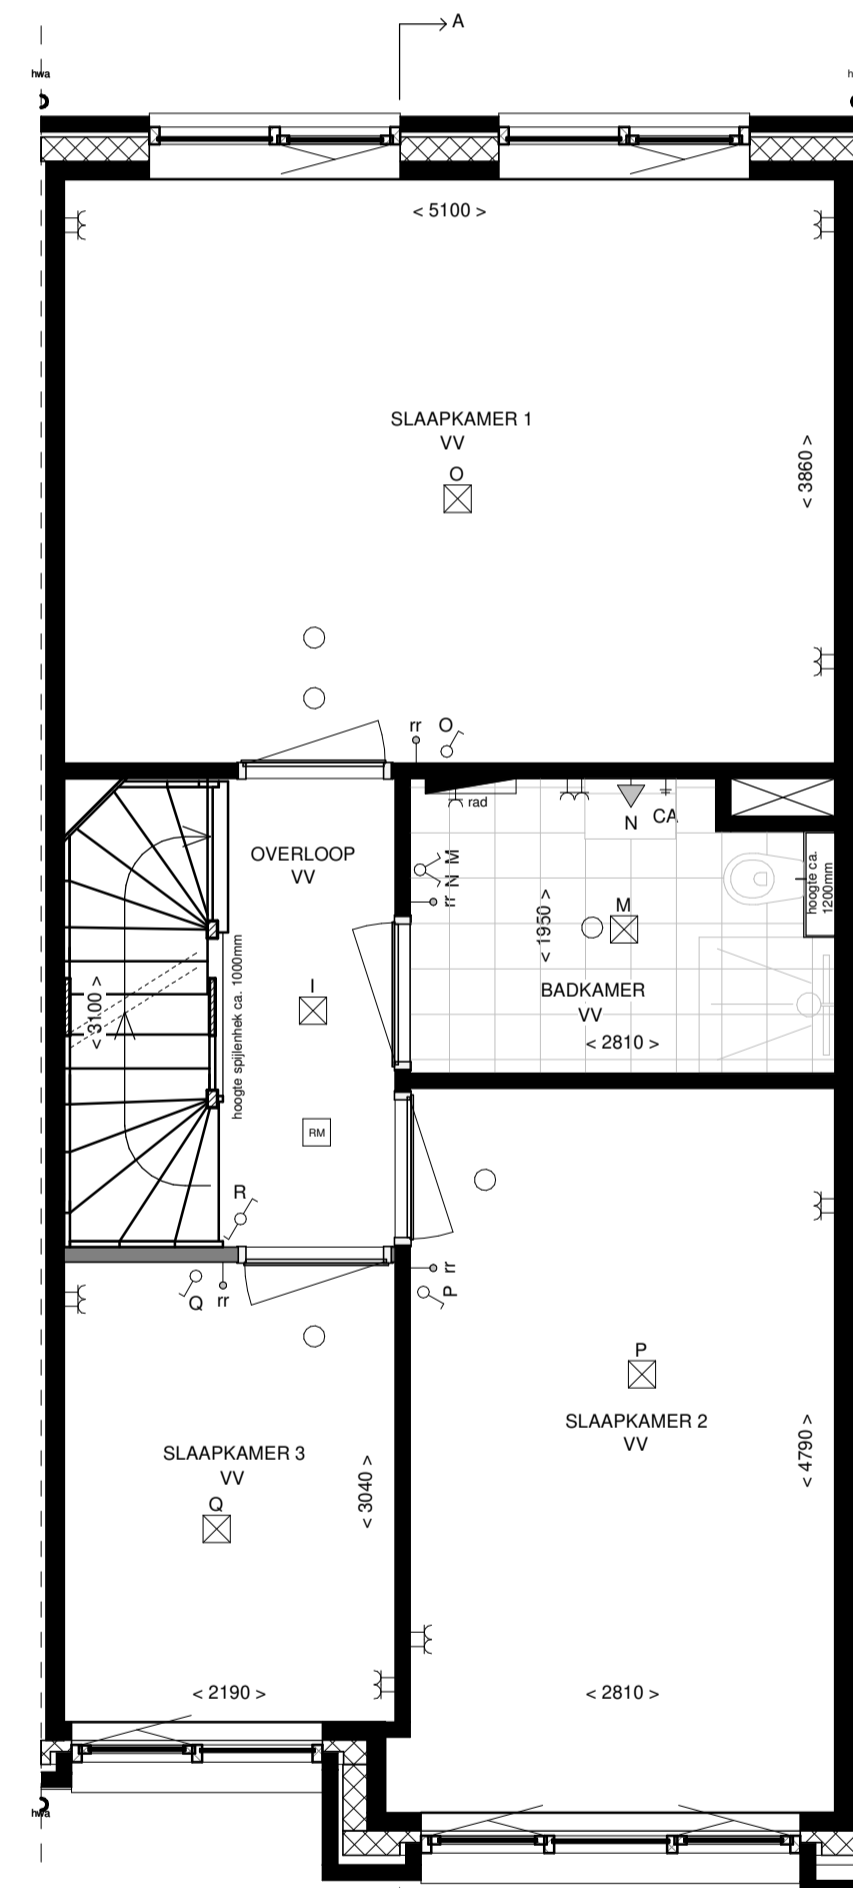 A
hwa
h
< 5100 >
SLAAPKAMER 1
VV
O
< 3860 >
rr
O
rad
N
CA
OVERLOOP
VV
M
N
rr
hoogte ca.
1200mm
M
< 1950 >
BADKAMER
VV
< 2810 >
I
< 3100 >
hoogte spijlenhek ca. 1000mm
RM
R
Q
rr
rr
P
P
SLAAPKAMER 2
VV
< 4790 >
SLAAPKAMER 3
VV
Q
< 3040 >
< 2190 >
< 2810 >
hwa